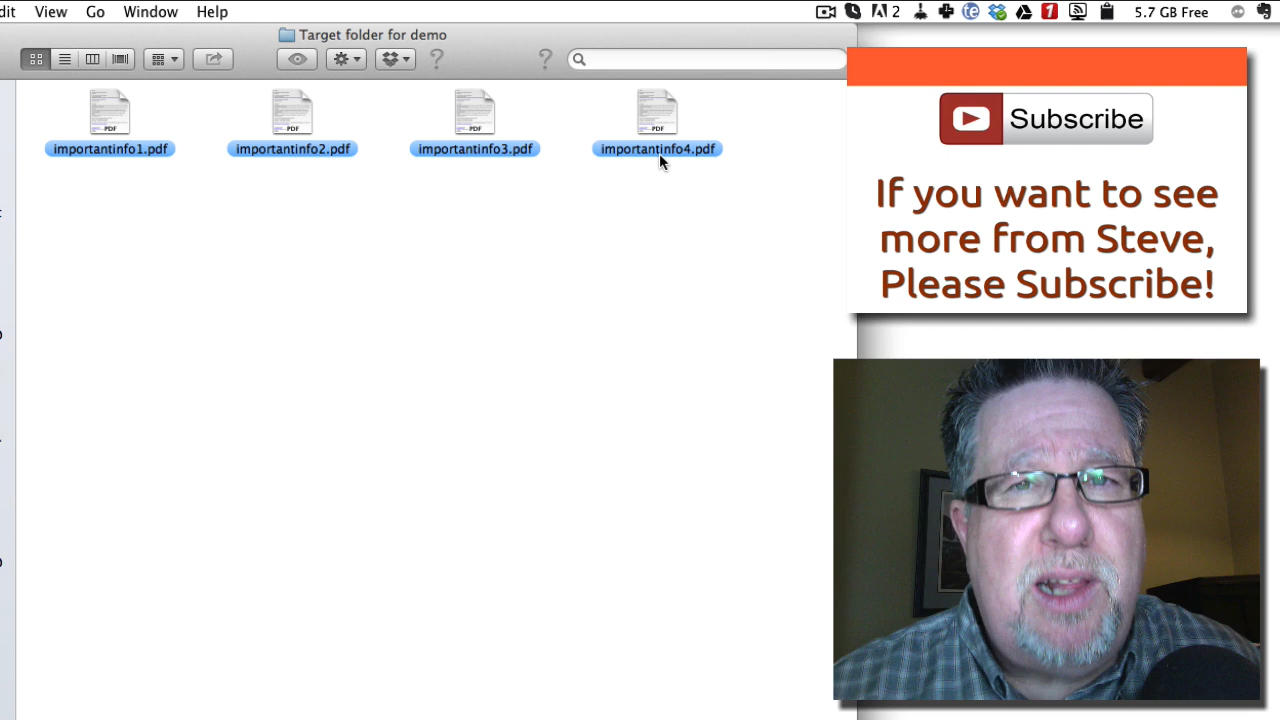 dit View Go Window Help
2
1
5.7 GB Free
Target folder for demo
importantinfo1.pdf
importantinfo2.pdf
importantinfo3.pdf
importantinfo4.pdf
PDF
PDF
PDF
PDF
Subscribe
If you want to see
more from Steve,
Please Subscribe!